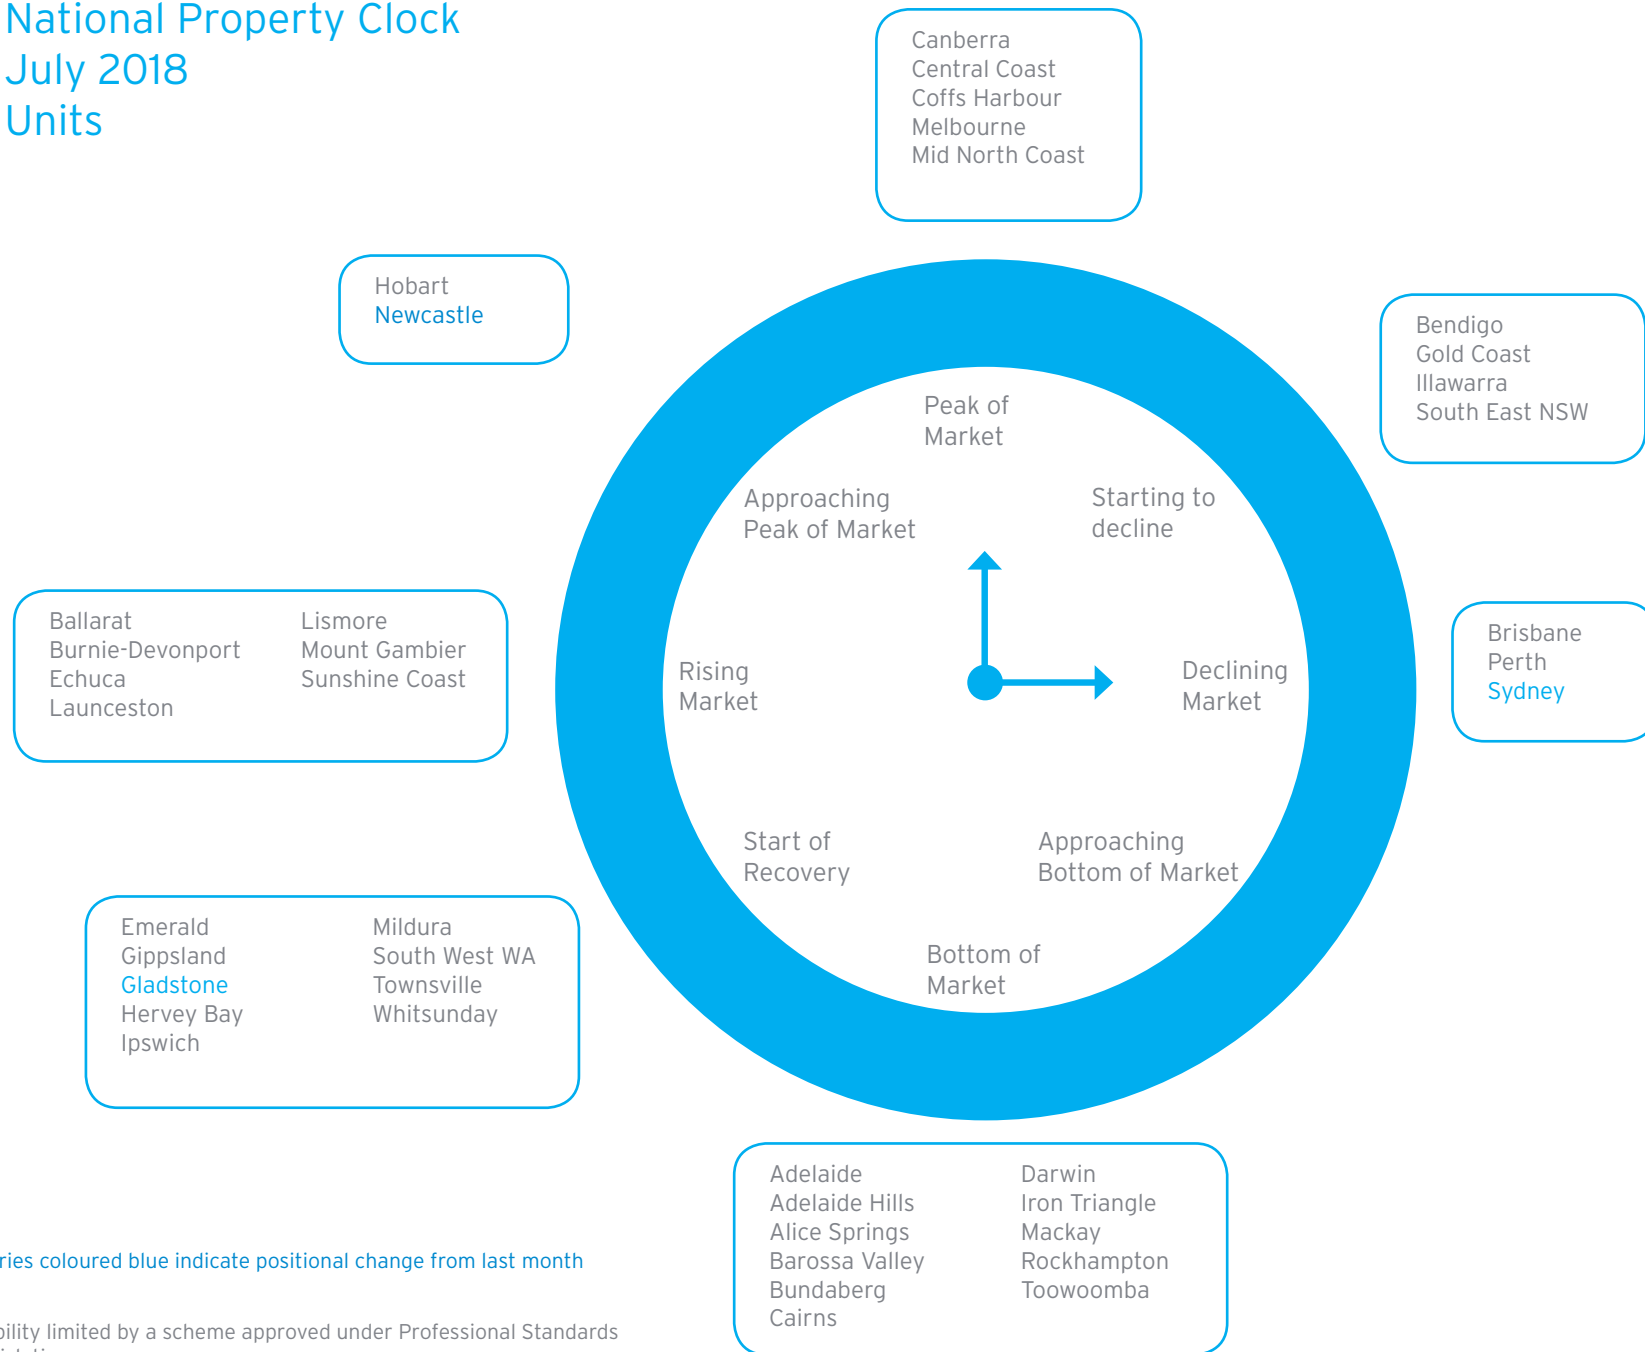 National Property Clock
July 2018
Units
Canberra
Central Coast
Coffs Harbour
Melbourne
Mid North Coast
Hobart
Newcastle
Bendigo
Gold Coast
Illawarra
South East NSW
Peak of
Market
Approaching
Peak of Market
Starting to
decline
Rising
Market
Declining
Market
Start of
Recovery
Approaching
Bottom of Market
Bottom of
Market
Ballarat
Burnie-Devonport
Echuca
Launceston
Lismore
Mount Gambier
Sunshine Coast
Brisbane
Perth
Sydney
Emerald
Gippsland
Gladstone
Hervey Bay
Ipswich
Mildura
South West WA
Townsville
Whitsunday
Adelaide
Adelaide Hills
Alice Springs
Barossa Valley
Bundaberg
Cairns
Darwin
Iron Triangle
Mackay
Rockhampton
Toowoomba
ries coloured blue indicate positional change from last month
bility limited by a scheme approved under Professional Standards